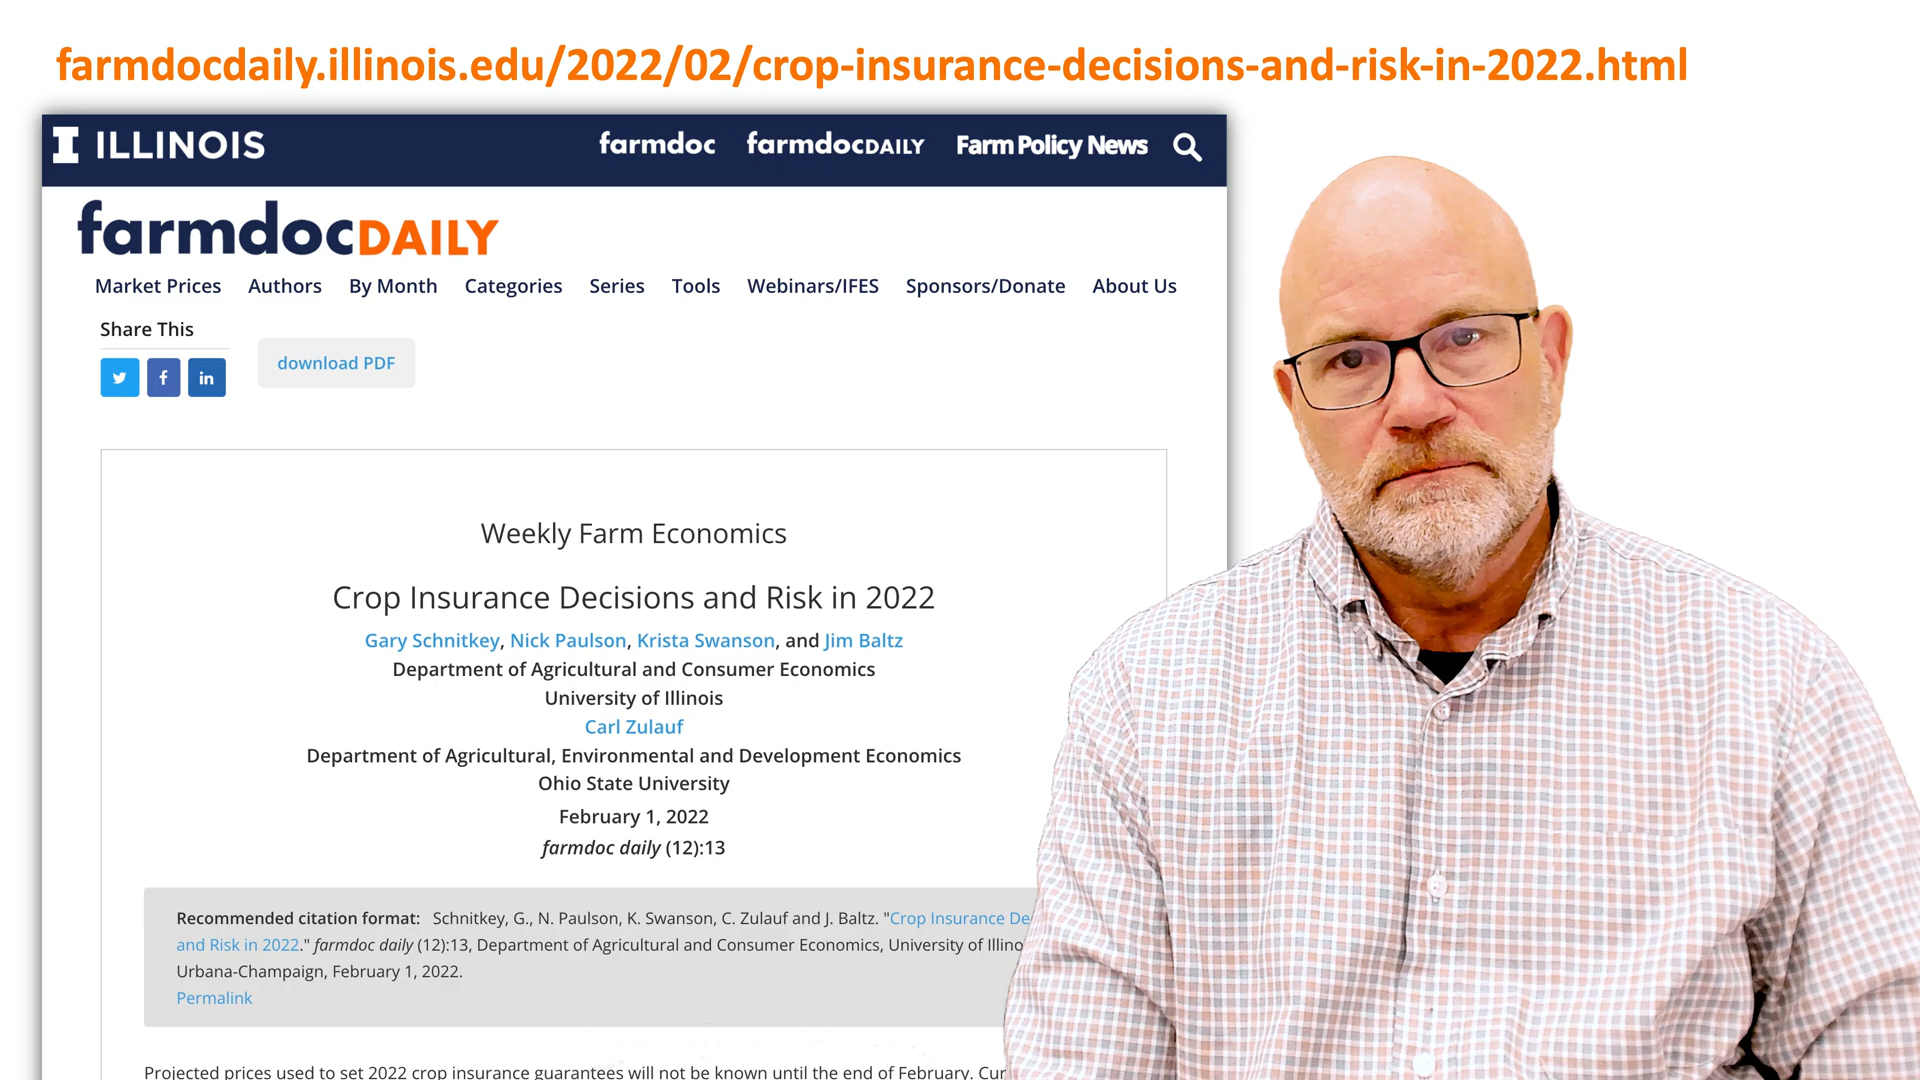 farmdocdaily.illinois.edu/2022/02/crop-insurance-decisions-and-risk-in-2022.html
I ILLINOIS farmdoc farmdocDAILY Farm Policy News
farmdocDAILY
Market Prices Authors By Month Categories Series Tools Webinars/IFES Sponsors/Donate About Us
Share This
download PDF
Weekly Farm Economics
Crop Insurance Decisions and Risk in 2022
Gary Schnitkey, Nick Paulson, Krista Swanson, and Jim Baltz
Department of Agricultural and Consumer Economics
University of Illinois
Carl Zulauf
Department of Agricultural, Environmental and Development Economics
Ohio State University
February 1, 2022
farmdoc daily (12):13
Recommended citation format: Schnitkey, G., N. Paulson, K. Swanson, C. Zulauf and J. Baltz. "Crop Insurance De
and Risk in 2022." farmdoc daily (12):13, Department of Agricultural and Consumer Economics, University of Illino
Urbana-Champaign, February 1, 2022.
Permalink
Projected prices used to set 2022 crop insurance guarantees will not be known until the end of February. Cur